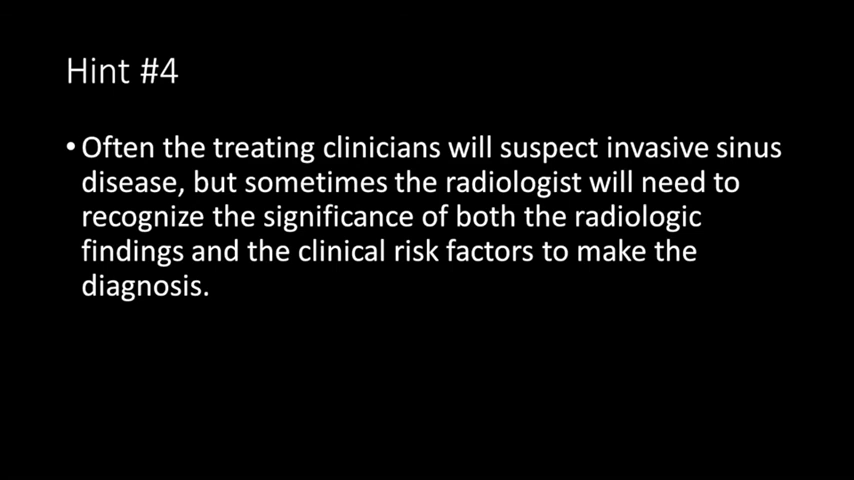 Hint #4
• Often the treating clinicians will suspect invasive sinus
disease, but sometimes the radiologist will need to
recognize the significance of both the radiologic
findings and the clinical risk factors to make the
diagnosis.